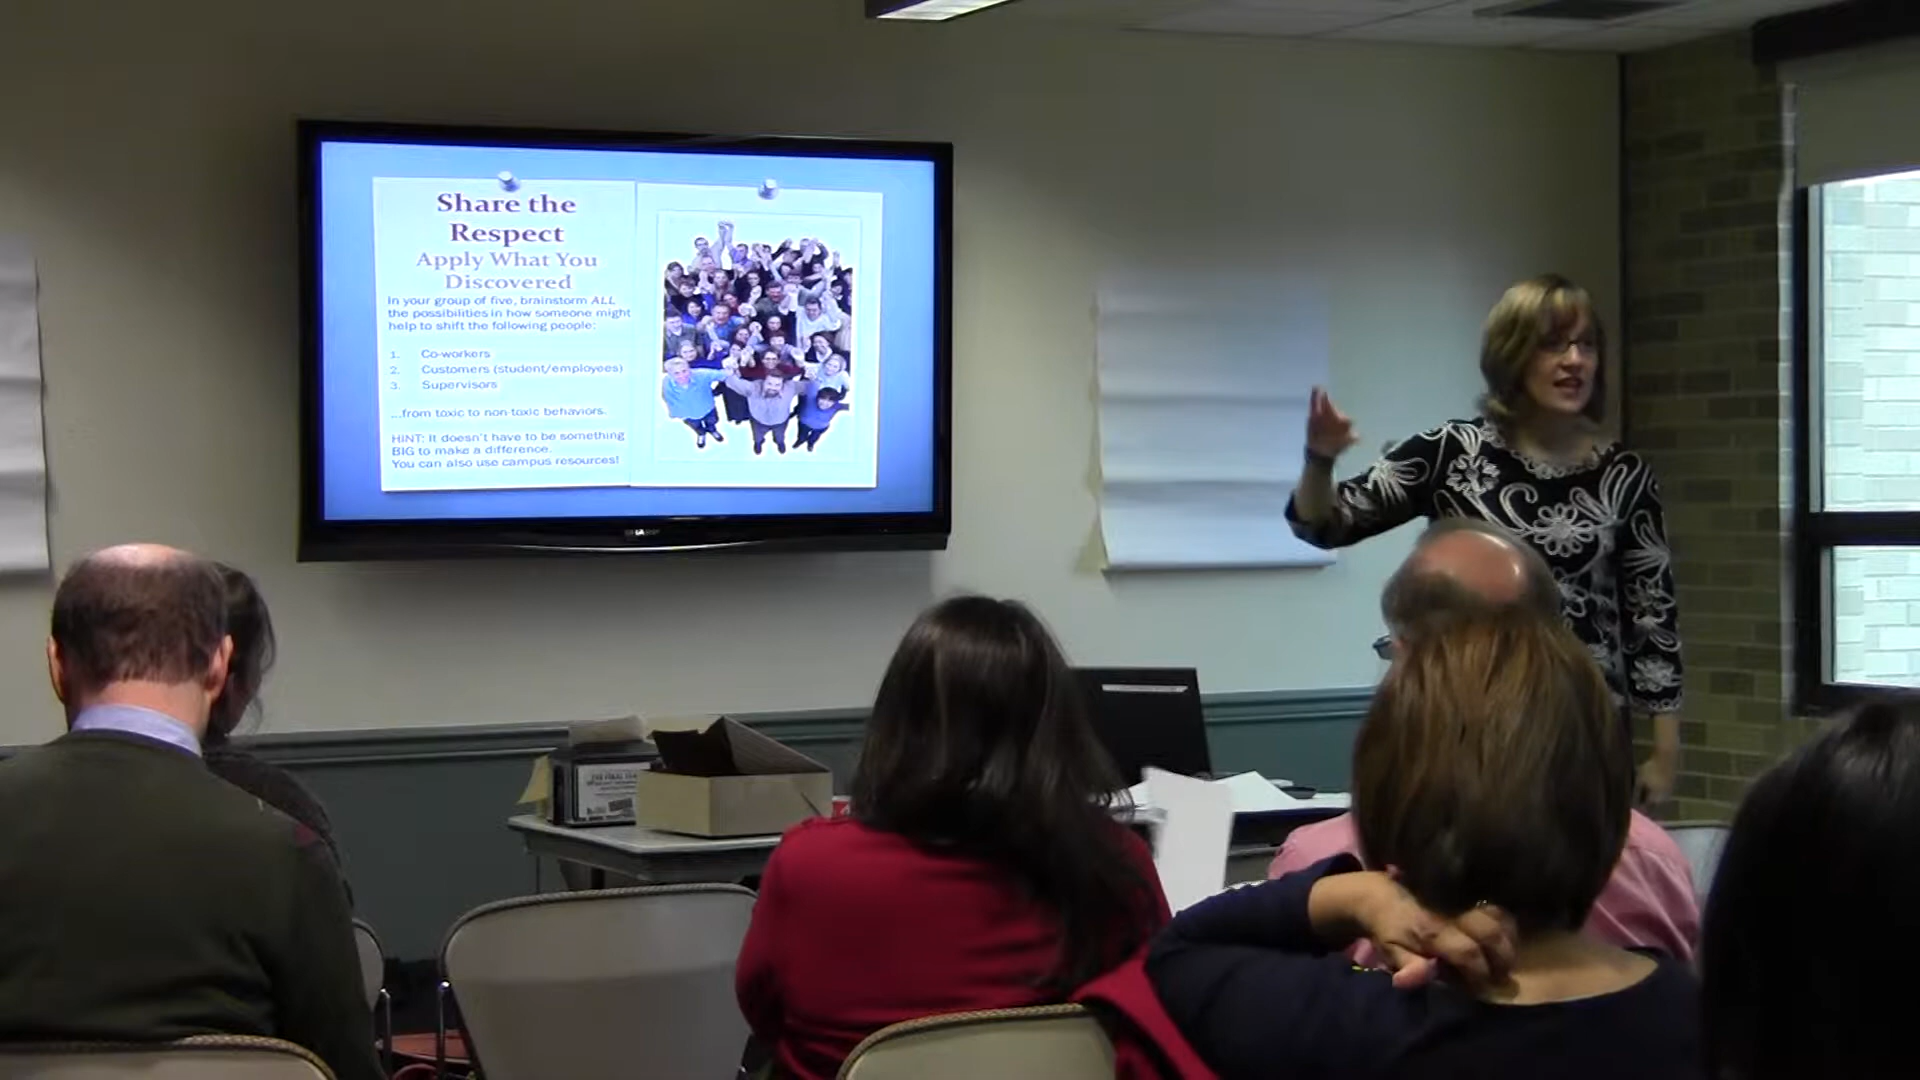 Share the
Respect
Apply What You
Discovered
In your group of five, brainstorm ALL
the possibilities in how someone might
help to shift the following people:
1. Co-workers
2. Customers (student/employees)
3. Supervisors
...from toxic to non toxic behaviors.
HINT: It doesn't have to be something
BIG to make a difference.
You can also use campus resources!
SHARP